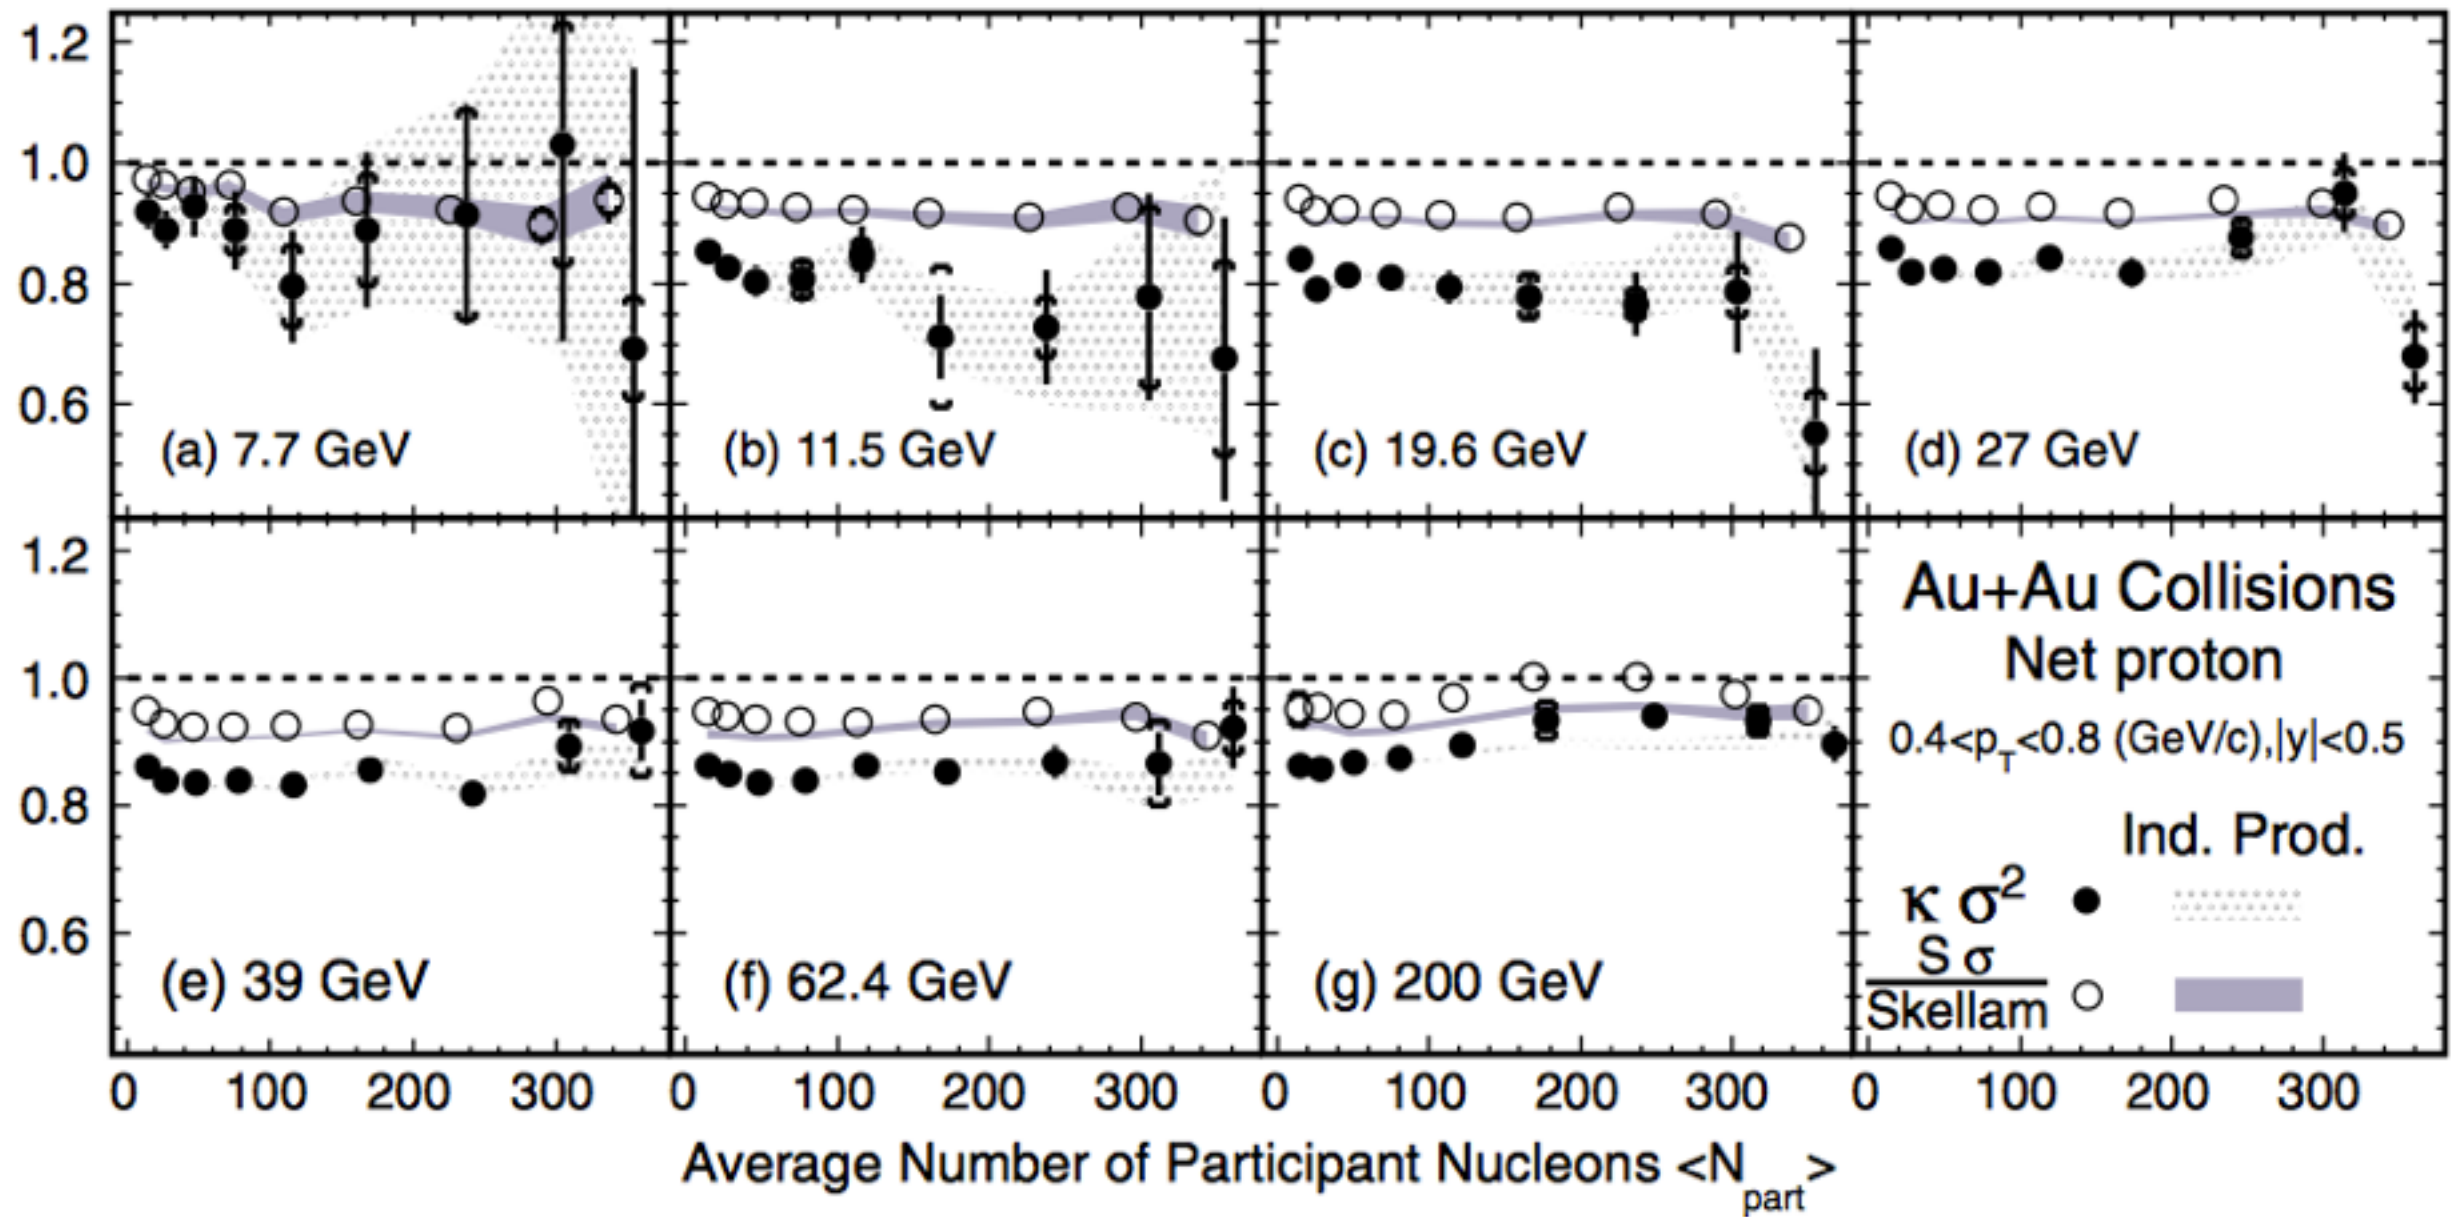 1.2
1.0
0.8
0.6
(a) 7.7 GeV
(b) 11.5 GeV
(c) 19.6 GeV
(d) 27 GeV
1.2
1.0
0.8
0.6
(e) 39 GeV
(f) 62.4 GeV
(g) 200 GeV
Au+Au Collisions
Net proton
0.4<p_T<0.8 (GeV/c),|y|<0.5
Ind. Prod.
κ σ²
S σ
Skellam
0 100 200 300 0 100 200 300 0 100 200 300 0 100 200 300
Average Number of Participant Nucleons <N_part>